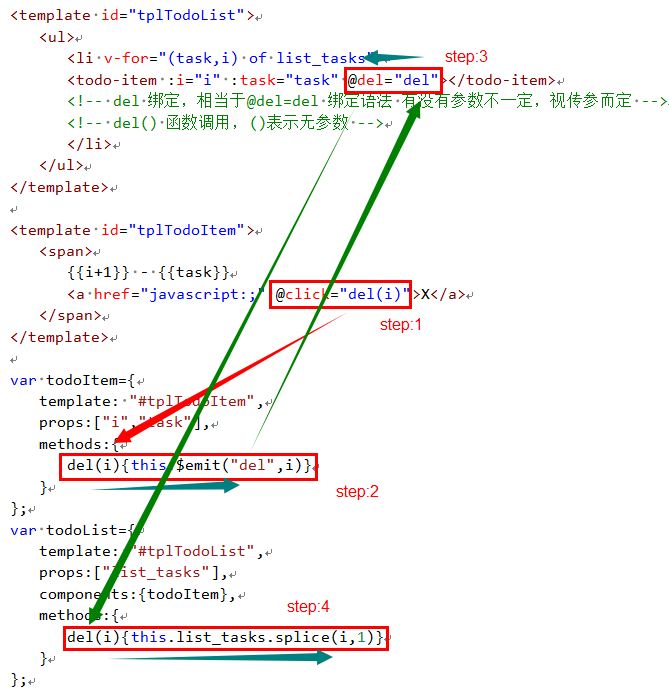 <template id="tplTodoList">
<ul>
<li v-for="(task,i) of list_tasks"
step:3
<todo-item :i="i" :task="task" @del="del"></todo-item>
<!-- del 绑定，相当于@del=del 绑定语法 有没有参数不一定，视传参而定 -->
<!-- del() 函数调用，()表示无参数 -->
</li>
</ul>
</template>
<template id="tplTodoItem">
<span>
{{i+1}} - {{task}}
<a href="javascript:;" @click="del(i)">X</a>
</span>
step:1
</template>
var todoItem={
template: "#tplTodoItem",
props:["i","task"],
methods:{
del(i){this.$emit("del",i)}
}
step:2
};
var todoList={
template: "#tplTodoList",
props:["list_tasks"],
components:{todoItem},
step:4
methods:{
del(i){this.list_tasks.splice(i,1)}
}
};